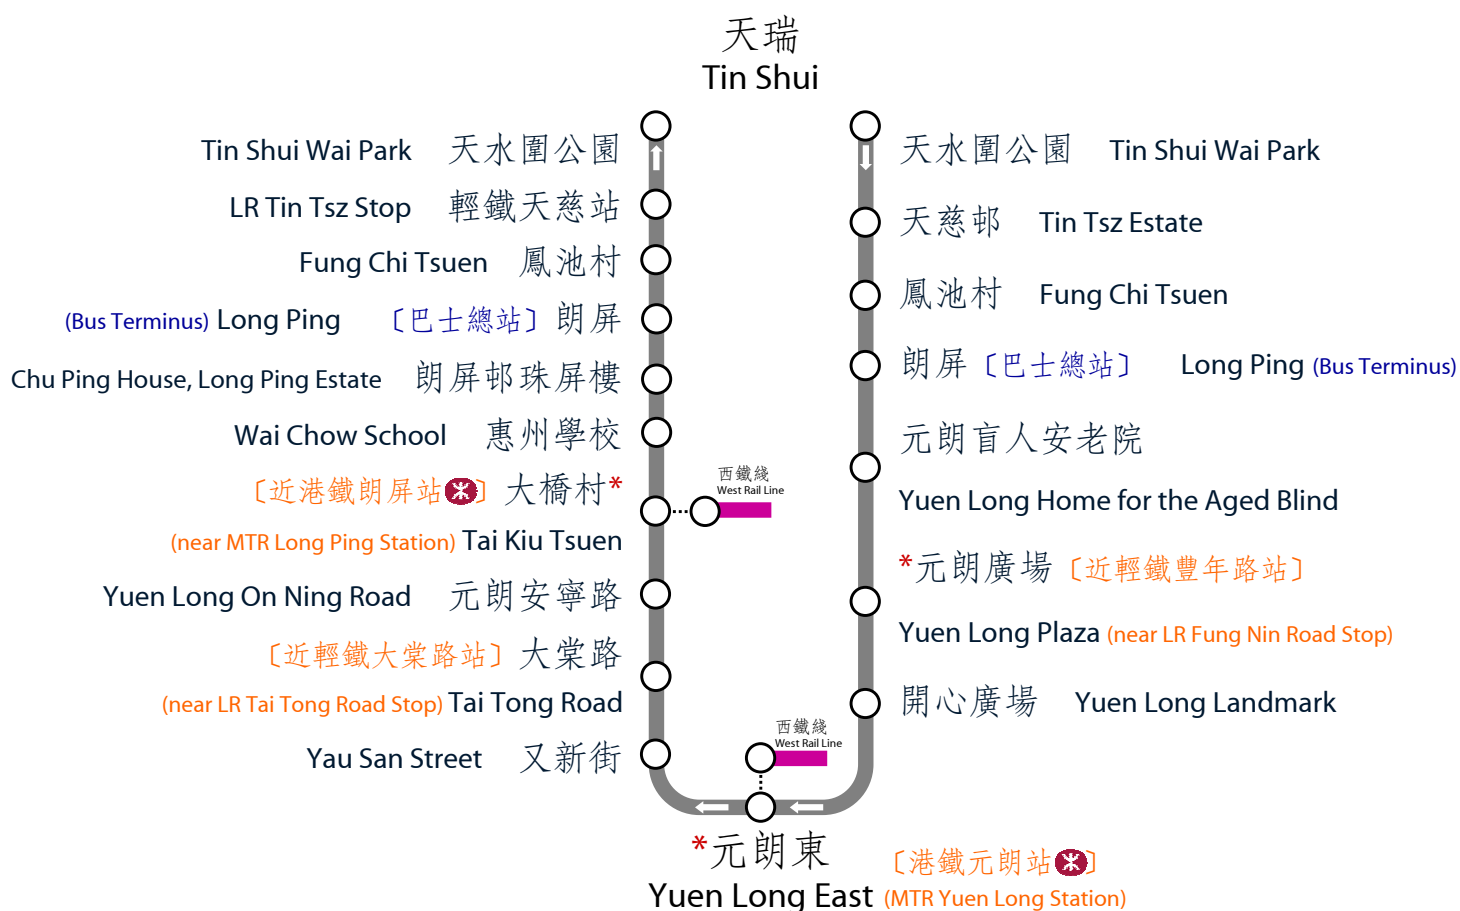 天瑞
Tin Shui
Tin Shui Wai Park 天水圍公園
LR Tin Tsz Stop 輕鐵天慈站
Fung Chi Tsuen 鳳池村
(Bus Terminus) Long Ping 〔巴士總站〕朗屏
Chu Ping House, Long Ping Estate 朗屏邨珠屏樓
Wai Chow School 惠州學校
〔近港鐵朗屏站〕大橋村*
(near MTR Long Ping Station) Tai Kiu Tsuen
西鐵綫
West Rail Line
Yuen Long On Ning Road 元朗安寧路
〔近輕鐵大棠路站〕大棠路
(near LR Tai Tong Road Stop) Tai Tong Road
Yau San Street 又新街
天水圍公園 Tin Shui Wai Park
天慈邨 Tin Tsz Estate
鳳池村 Fung Chi Tsuen
朗屏〔巴士總站〕 Long Ping (Bus Terminus)
元朗盲人安老院
Yuen Long Home for the Aged Blind
*元朗廣場〔近輕鐵豐年路站〕
Yuen Long Plaza (near LR Fung Nin Road Stop)
開心廣場 Yuen Long Landmark
西鐵綫
West Rail Line
*元朗東 〔港鐵元朗站〕
Yuen Long East (MTR Yuen Long Station)